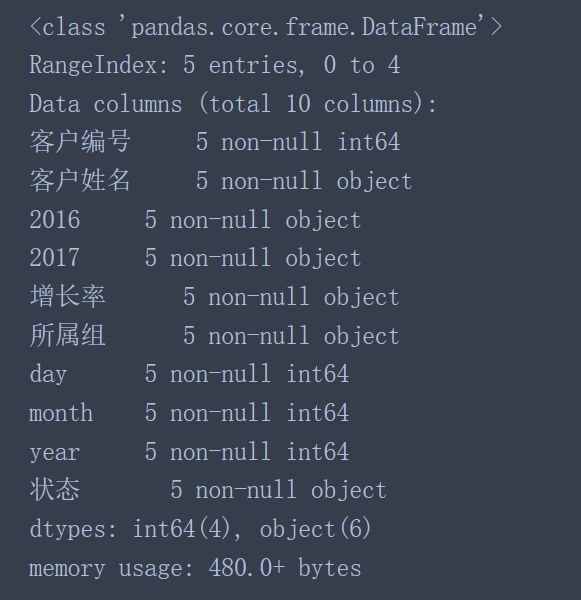 <class 'pandas.core.frame.DataFrame'>
RangeIndex: 5 entries, 0 to 4
Data columns (total 10 columns):
客户编号     5 non-null int64
客户姓名     5 non-null object
2016     5 non-null object
2017     5 non-null object
增长率      5 non-null object
所属组      5 non-null object
day      5 non-null int64
month    5 non-null int64
year     5 non-null int64
状态       5 non-null object
dtypes: int64(4), object(6)
memory usage: 480.0+ bytes